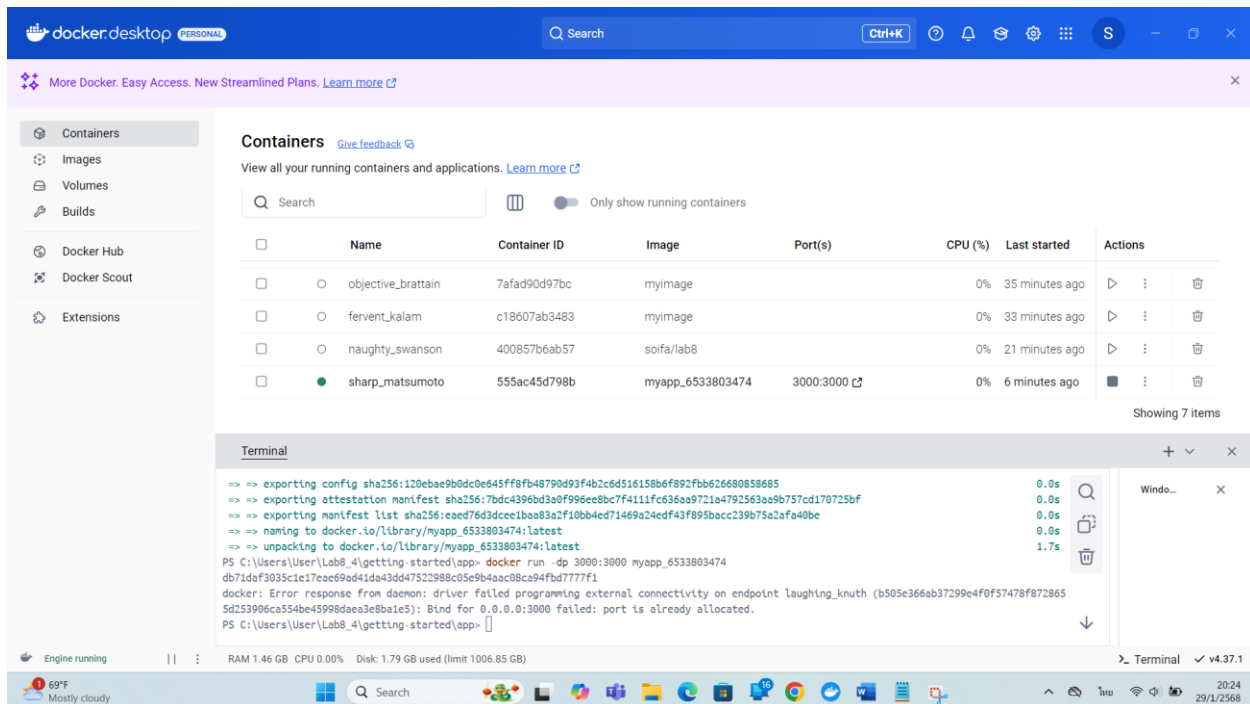 docker.desktop PERSONAL
Search Ctrl+K
S
More Docker. Easy Access. New Streamlined Plans. Learn more
Containers
Images
Volumes
Builds
Docker Hub
Docker Scout
Extensions
Containers Give feedback
View all your running containers and applications. Learn more
Search
Only show running containers
Name Container ID Image Port(s) CPU (%) Last started Actions
objective_brattain 7afad90d97bc myimage 0% 35 minutes ago
fervent_kalam c18607ab3483 myimage 0% 33 minutes ago
naughty_swanson 400857b6ab57 soifa/lab8 0% 21 minutes ago
sharp_matsumoto 555ac45d798b myapp_6533803474 3000:3000 0% 6 minutes ago
Showing 7 items
Terminal
=> => exporting config sha256:120ebae9b0dc0e645ff8fb48790d93f4b2c6d516158b6f892fbb626680858685 0.0s
=> => exporting attestation manifest sha256:7bdc4396bd3a0f996ee8bc7f4111fc636aa9721a4792563aa9b757cd170725bf 0.0s
=> => exporting manifest list sha256:eaed76d3dcee1baa83a2f10bb4ed71469a24edf43f895bacc239b75a2afa40be 0.0s
=> => naming to docker.io/library/myapp_6533803474:latest 0.0s
=> => unpacking to docker.io/library/myapp_6533803474:latest 1.7s
PS C:\Users\User\Lab8_4\getting-started\app> docker run -dp 3000:3000 myapp_6533803474
db71daf3035c1e17eae69ad41da43dd47522988c05e9b4aac08ca94fbd7777f1
docker: Error response from daemon: driver failed programming external connectivity on endpoint laughing_knuth (b505e366ab37299e4f0f57478f872865
5d253906ca554be45998daea3e8ba1e5): Bind for 0.0.0.0:3000 failed: port is already allocated.
PS C:\Users\User\Lab8_4\getting-started\app>
Windo...
Engine running
RAM 1.46 GB CPU 0.00% Disk: 1.79 GB used (limit 1006.85 GB)
Terminal
v4.37.1
1
69°F
Mostly cloudy
Search
16
ไทย
20:24
29/1/2568